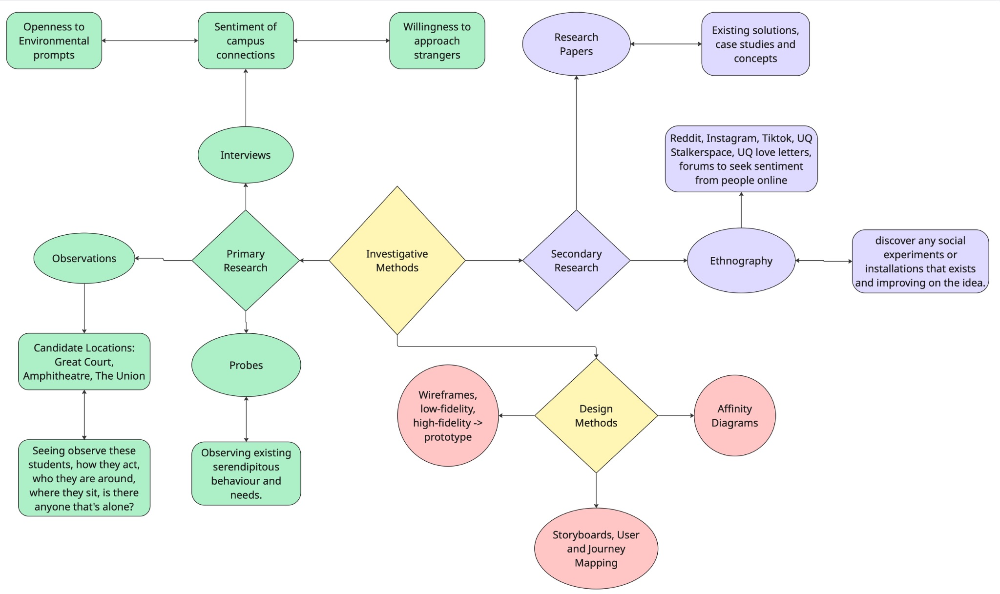 Openness to
Environmental
prompts
Sentiment of
campus
connections
Willingness to
approach
strangers
Research
Papers
Existing solutions,
case studies and
concepts
Interviews
Reddit, Instagram, Tiktok, UQ
Stalkerspace, UQ love letters,
forums to seek sentiment
from people online
Observations
Primary
Research
Investigative
Methods
Secondary
Research
Ethnography
discover any social
experiments or
installations that exists
and improving on the idea.
Candidate Locations:
Great Court,
Amphitheatre, The Union
Probes
Wireframes,
low-fidelity,
high-fidelity ->
prototype
Design
Methods
Affinity
Diagrams
Seeing observe these
students, how they act,
who they are around,
where they sit, is there
anyone that's alone?
Observing existing
serendipitous
behaviour and
needs.
Storyboards, User
and Journey
Mapping